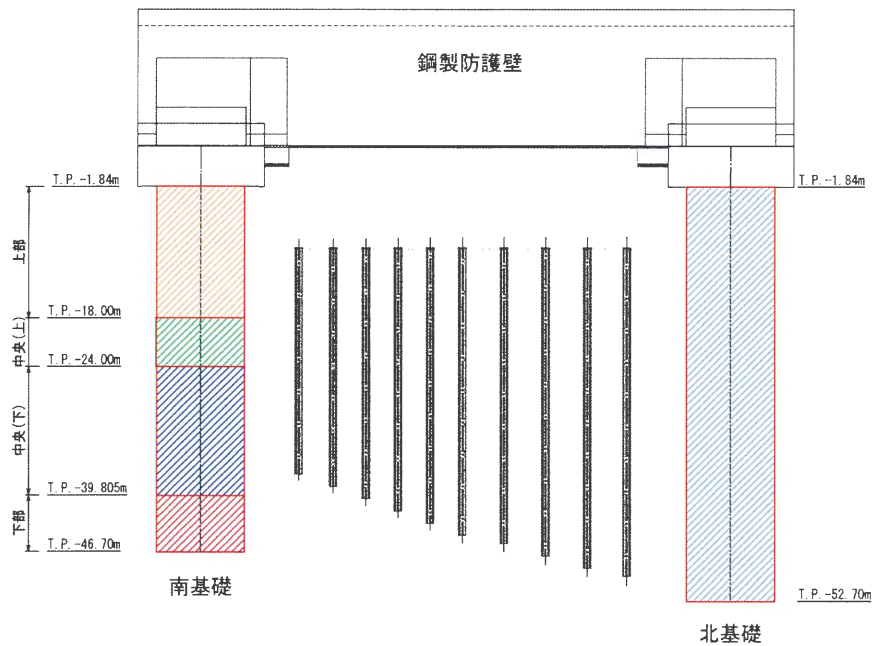 鋼製防護壁
T.P.-1.84m
T.P.-1.84m
上部
T.P.-18.00m
中央(上)
T.P.-24.00m
中央(下)
T.P.-39.805m
下部
T.P.-46.70m
南基礎
T.P.-52.70m
北基礎